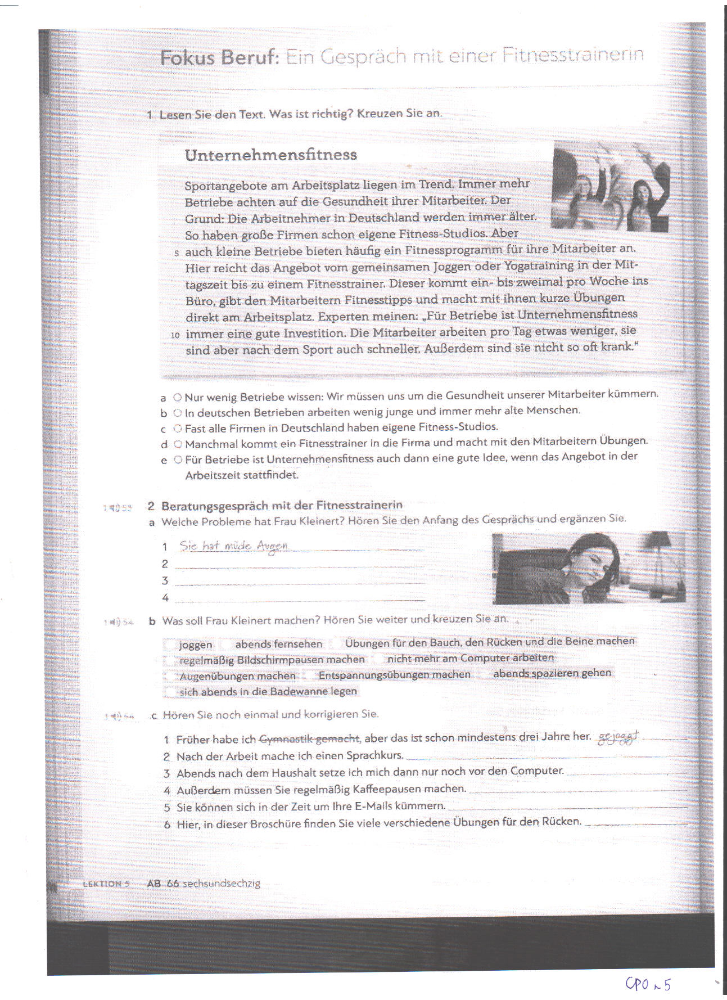 Fokus Beruf: Ein Gespräch mit einer Fitnesstrainerin
1 Lesen Sie den Text. Was ist richtig? Kreuzen Sie an.
Unternehmensfitness
Sportangebote am Arbeitsplatz liegen im Trend. Immer mehr
Betriebe achten auf die Gesundheit ihrer Mitarbeiter. Der
Grund: Die Arbeitnehmer in Deutschland werden immer älter.
So haben große Firmen schon eigene Fitness-Studios. Aber
5 auch kleine Betriebe bieten häufig ein Fitnessprogramm für ihre Mitarbeiter an.
Hier reicht das Angebot vom gemeinsamen Joggen oder Yogatraining in der Mit-
tagszeit bis zu einem Fitnesstrainer. Dieser kommt ein- bis zweimal pro Woche ins
Büro, gibt den Mitarbeitern Fitnesstipps und macht mit ihnen kurze Übungen
direkt am Arbeitsplatz. Experten meinen: „Für Betriebe ist Unternehmensfitness
10 immer eine gute Investition. Die Mitarbeiter arbeiten pro Tag etwas weniger, sie
sind aber nach dem Sport auch schneller. Außerdem sind sie nicht so oft krank.“
a Nur wenig Betriebe wissen: Wir müssen uns um die Gesundheit unserer Mitarbeiter kümmern.
b In deutschen Betrieben arbeiten wenig junge und immer mehr alte Menschen.
c Fast alle Firmen in Deutschland haben eigene Fitness-Studios.
d Manchmal kommt ein Fitnesstrainer in die Firma und macht mit den Mitarbeitern Übungen.
e Für Betriebe ist Unternehmensfitness auch dann eine gute Idee, wenn das Angebot in der
Arbeitszeit stattfindet.
1 53 2 Beratungsgespräch mit der Fitnesstrainerin
a Welche Probleme hat Frau Kleinert? Hören Sie den Anfang des Gesprächs und ergänzen Sie.
1 Sie hat müde Augen.
2
3
4
1 54 b Was soll Frau Kleinert machen? Hören Sie weiter und kreuzen Sie an.
joggen abends fernsehen Übungen für den Bauch, den Rücken und die Beine machen
regelmäßig Bildschirmpausen machen nicht mehr am Computer arbeiten
Augenübungen machen Entspannungsübungen machen abends spazieren gehen
sich abends in die Badewanne legen
1 54 c Hören Sie noch einmal und korrigieren Sie.
1 Früher habe ich Gymnastik gemacht, aber das ist schon mindestens drei Jahre her. gejoggt
2 Nach der Arbeit mache ich einen Sprachkurs.
3 Abends nach dem Haushalt setze ich mich dann nur noch vor den Computer.
4 Außerdem müssen Sie regelmäßig Kaffeepausen machen.
5 Sie können sich in der Zeit um Ihre E-Mails kümmern.
6 Hier, in dieser Broschüre finden Sie viele verschiedene Übungen für den Rücken.
LEKTION 5 AB 66 sechsundsechzig